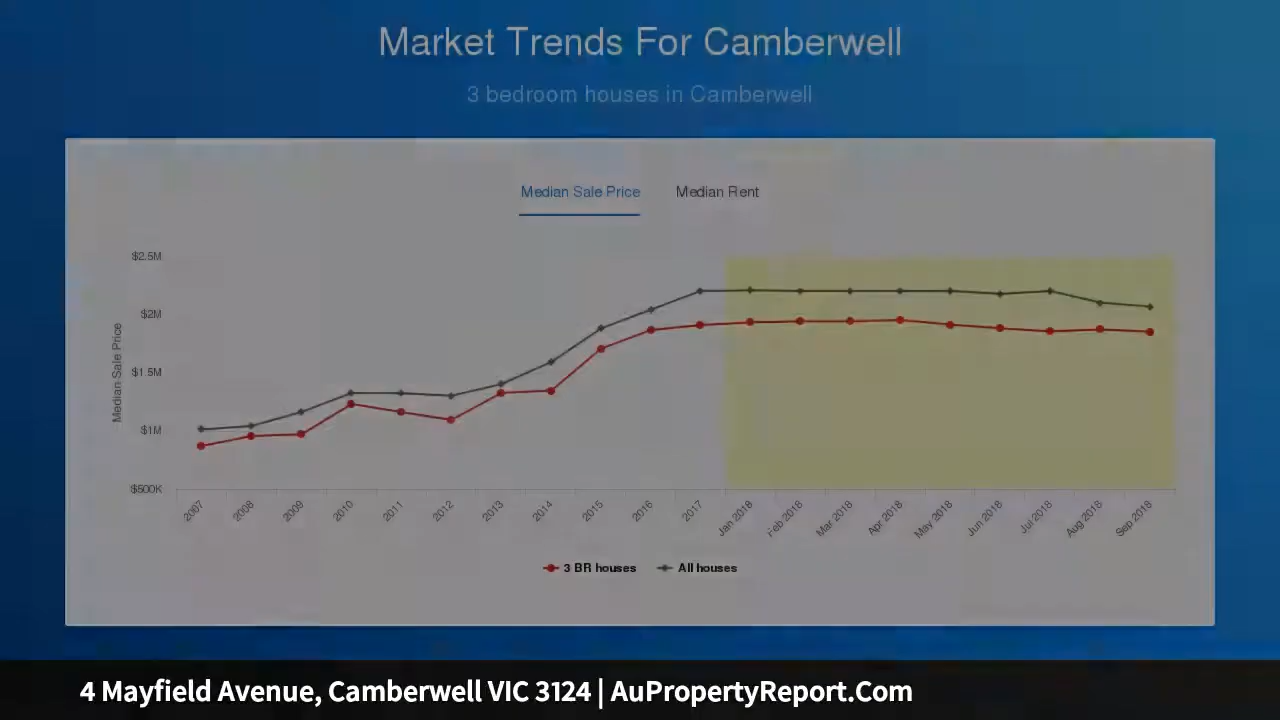 Market Trends For Camberwell
3 bedroom houses in Camberwell
Median Sale Price Median Rent
Median Sale Price
$2.5M
$2M
$1.5M
$1M
$500K
2007 2008 2009 2010 2011 2012 2013 2014 2015 2016 2017 Jan 2018 Feb 2018 Mar 2018 Apr 2018 May 2018 Jun 2018 Jul 2018 Aug 2018 Sep 2018
3 BR houses All houses
4 Mayfield Avenue, Camberwell VIC 3124 | AuPropertyReport.Com